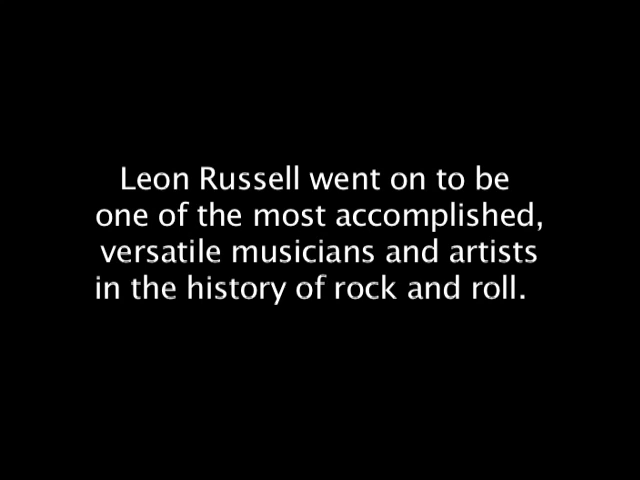 Leon Russell went on to be
one of the most accomplished,
versatile musicians and artists
in the history of rock and roll.